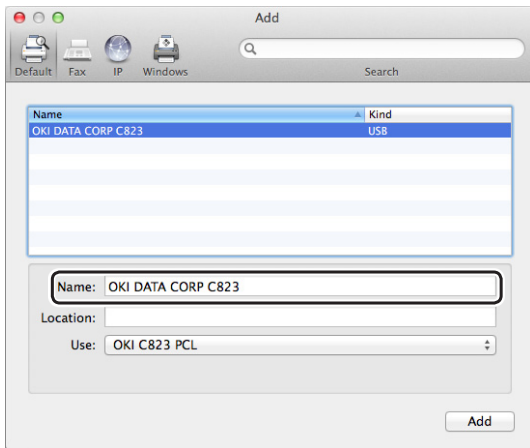 Add
Default Fax IP Windows Search
Name Kind
OKI DATA CORP C823 USB
Name: OKI DATA CORP C823
Location:
Use: OKI C823 PCL
Add